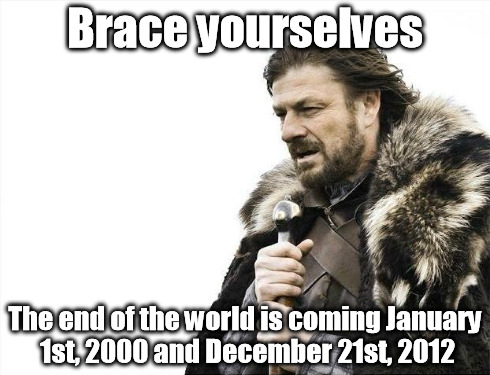 Brace yourselves
The end of the world is coming January
1st, 2000 and December 21st, 2012